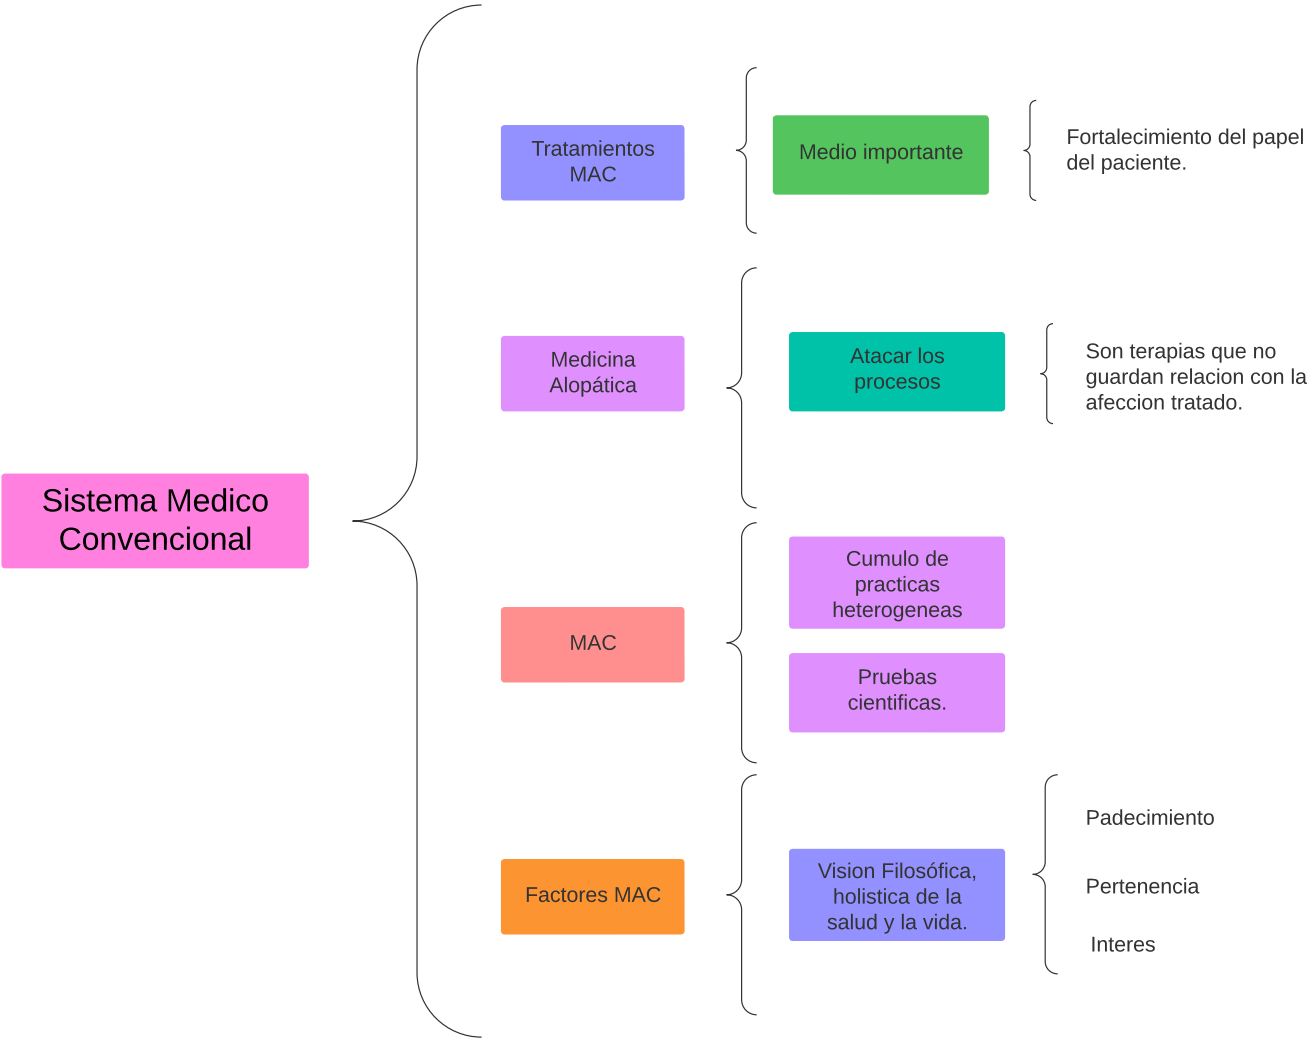 Tratamientos
MAC
Medio importante
Fortalecimiento del papel
del paciente.
Medicina
Alopática
Atacar los
procesos
Son terapias que no
guardan relacion con la
afeccion tratado.
Sistema Medico
Convencional
MAC
Cumulo de
practicas
heterogeneas
Pruebas
cientificas.
Factores MAC
Vision Filosófica,
holistica de la
salud y la vida.
Padecimiento
Pertenencia
Interes